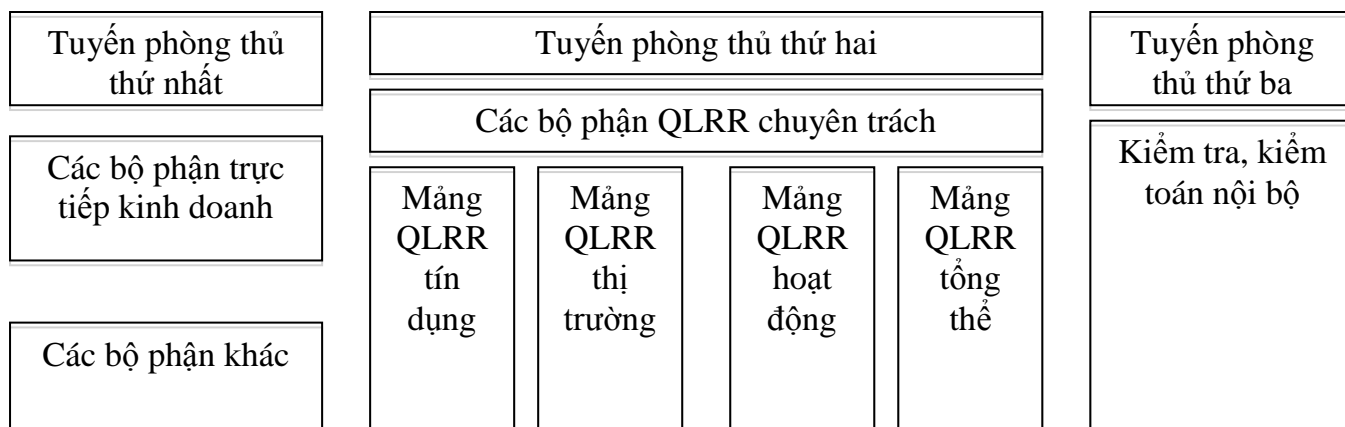 Tuyến phòng thủ
thứ nhất
Các bộ phận trực
tiếp kinh doanh
Các bộ phận khác
Tuyến phòng thủ thứ hai
Các bộ phận QLRR chuyên trách
Mảng
QLRR
tín
dụng
Mảng
QLRR
thị
trường
Mảng
QLRR
hoạt
động
Mảng
QLRR
tổng
thể
Tuyến phòng
thủ thứ ba
Kiểm tra, kiểm
toán nội bộ